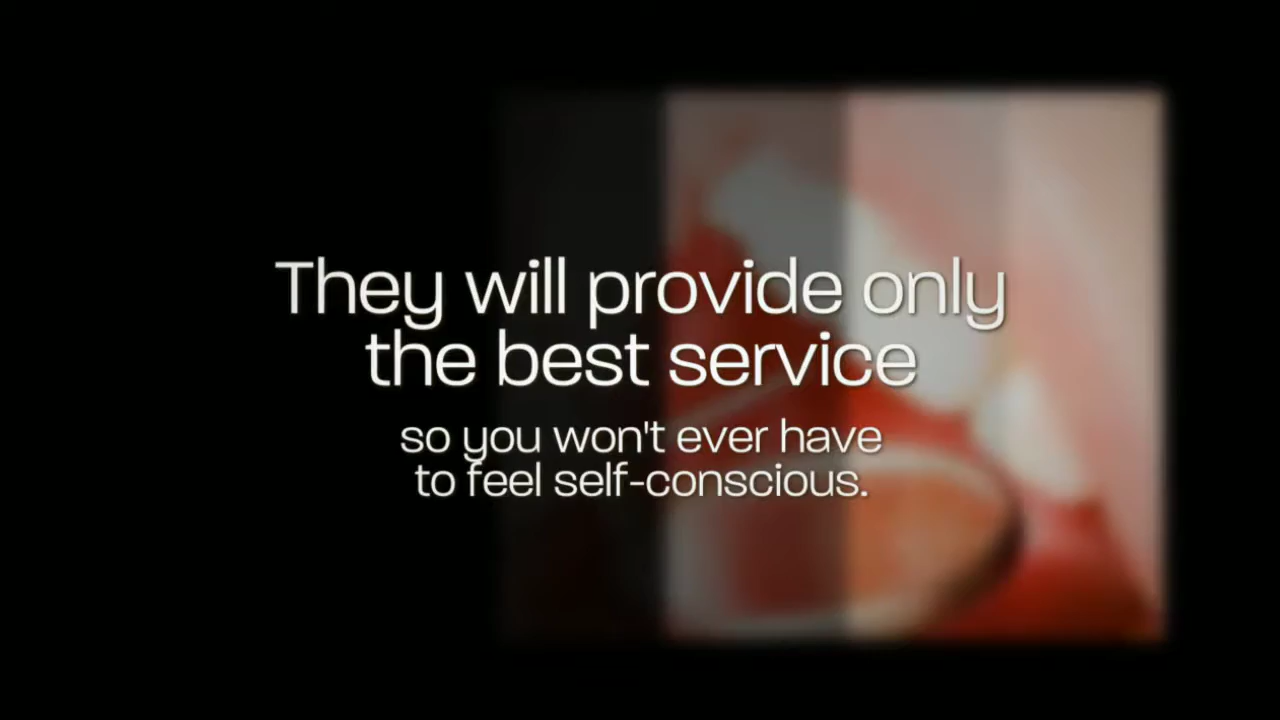 They will provide only
the best service
so you won't ever have
to feel self-conscious.